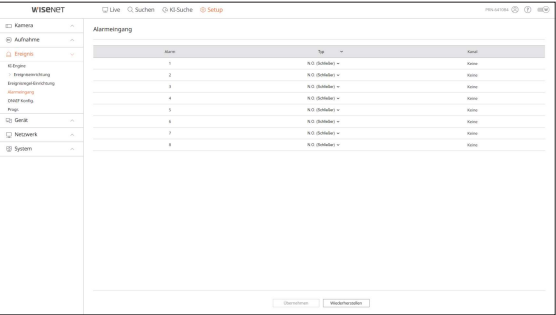 WISENET
Live Suchen KI-Suche Setup
Kamera
Aufnahme
Ereignis
KI Engine
Ereigniseinrichtung
Ereignisregel-Einrichtung
Alarmeingang
ONVIF Konfig.
Gerät
Netzwerk
System
Alarmeingang
Alarm Typ Kanal
1 N.O. (Schließer) Keine
2 N.O. (Schließer) Keine
3 N.O. (Schließer) Keine
4 N.O. (Schließer) Keine
5 N.O. (Schließer) Keine
6 N.O. (Schließer) Keine
7 N.O. (Schließer) Keine
8 N.O. (Schließer) Keine
Übernehmen Wiederherstellen